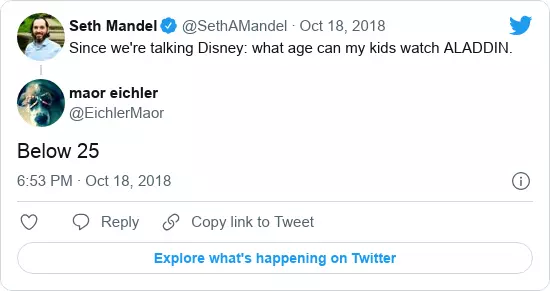 Seth Mandel @SethAMandel · Oct 18, 2018
Since we're talking Disney: what age can my kids watch ALADDIN.
maor eichler
@EichlerMaor
Below 25
6:53 PM · Oct 18, 2018
Reply Copy link to Tweet
Explore what's happening on Twitter